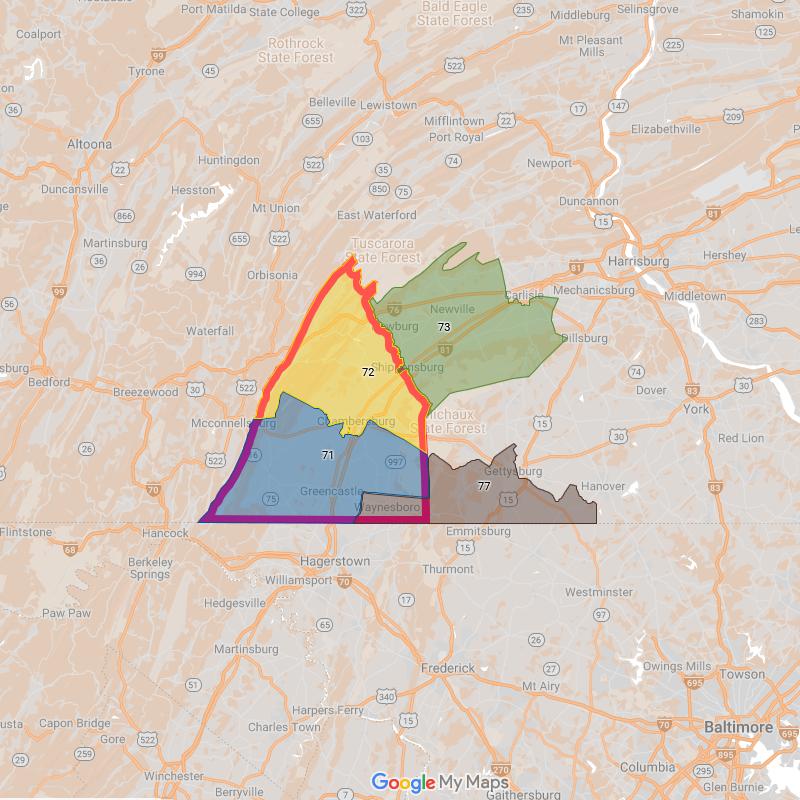 Coalport
Port Matilda
State College
322
Bald Eagle
State Forest
235
Selinsgrove
Middleburg
Shamokin
125
Mt Pleasant
Mills
225
99
Rothrock
State Forest
Tyrone
45
522
36
Belleville
Lewistown
655
Mifflintown
Port Royal
22
17
147
209
Elizabethville
Altoona
22
103
Huntingdon
522
35
74
Newport
Duncansville
Hesston
850
75
Duncannon
866
Mt Union
East Waterford
15
81
Martinsburg
655
522
Tuscarora
State Forest
36
26
994
Orbisonia
81
Harrisburg
Hershey
Mechanicsburg
Middletown
99
56
Carlisle
76
Newville
73
283
Waterfall
Dillsburg
81
Shippensburg
72
74
Bedford
Breezewood
30
522
Dover
30
York
Mcconnellsburg
Chambersburg
15
30
Red Lion
26
71
522
997
Gettysburg
77
Hanover
83
70
75
Greencastle
15
Waynesboro
Flintstone
68
Hancock
Emmitsburg
15
Berkeley
Springs
Hagerstown
Williamsport
70
Thurmont
Hedgesville
17
Westminster
97
Paw Paw
65
Martinsburg
26
Owings Mills
Towson
27
Frederick
695
51
Mt Airy
340
Harpers Ferry
15
70
Capon Bridge
Gore
522
Charles Town
Baltimore
695
259
895
29
Winchester
270
Columbia
95
Berryville
7
Gaithersburg
Glen Burnie
Google My Maps